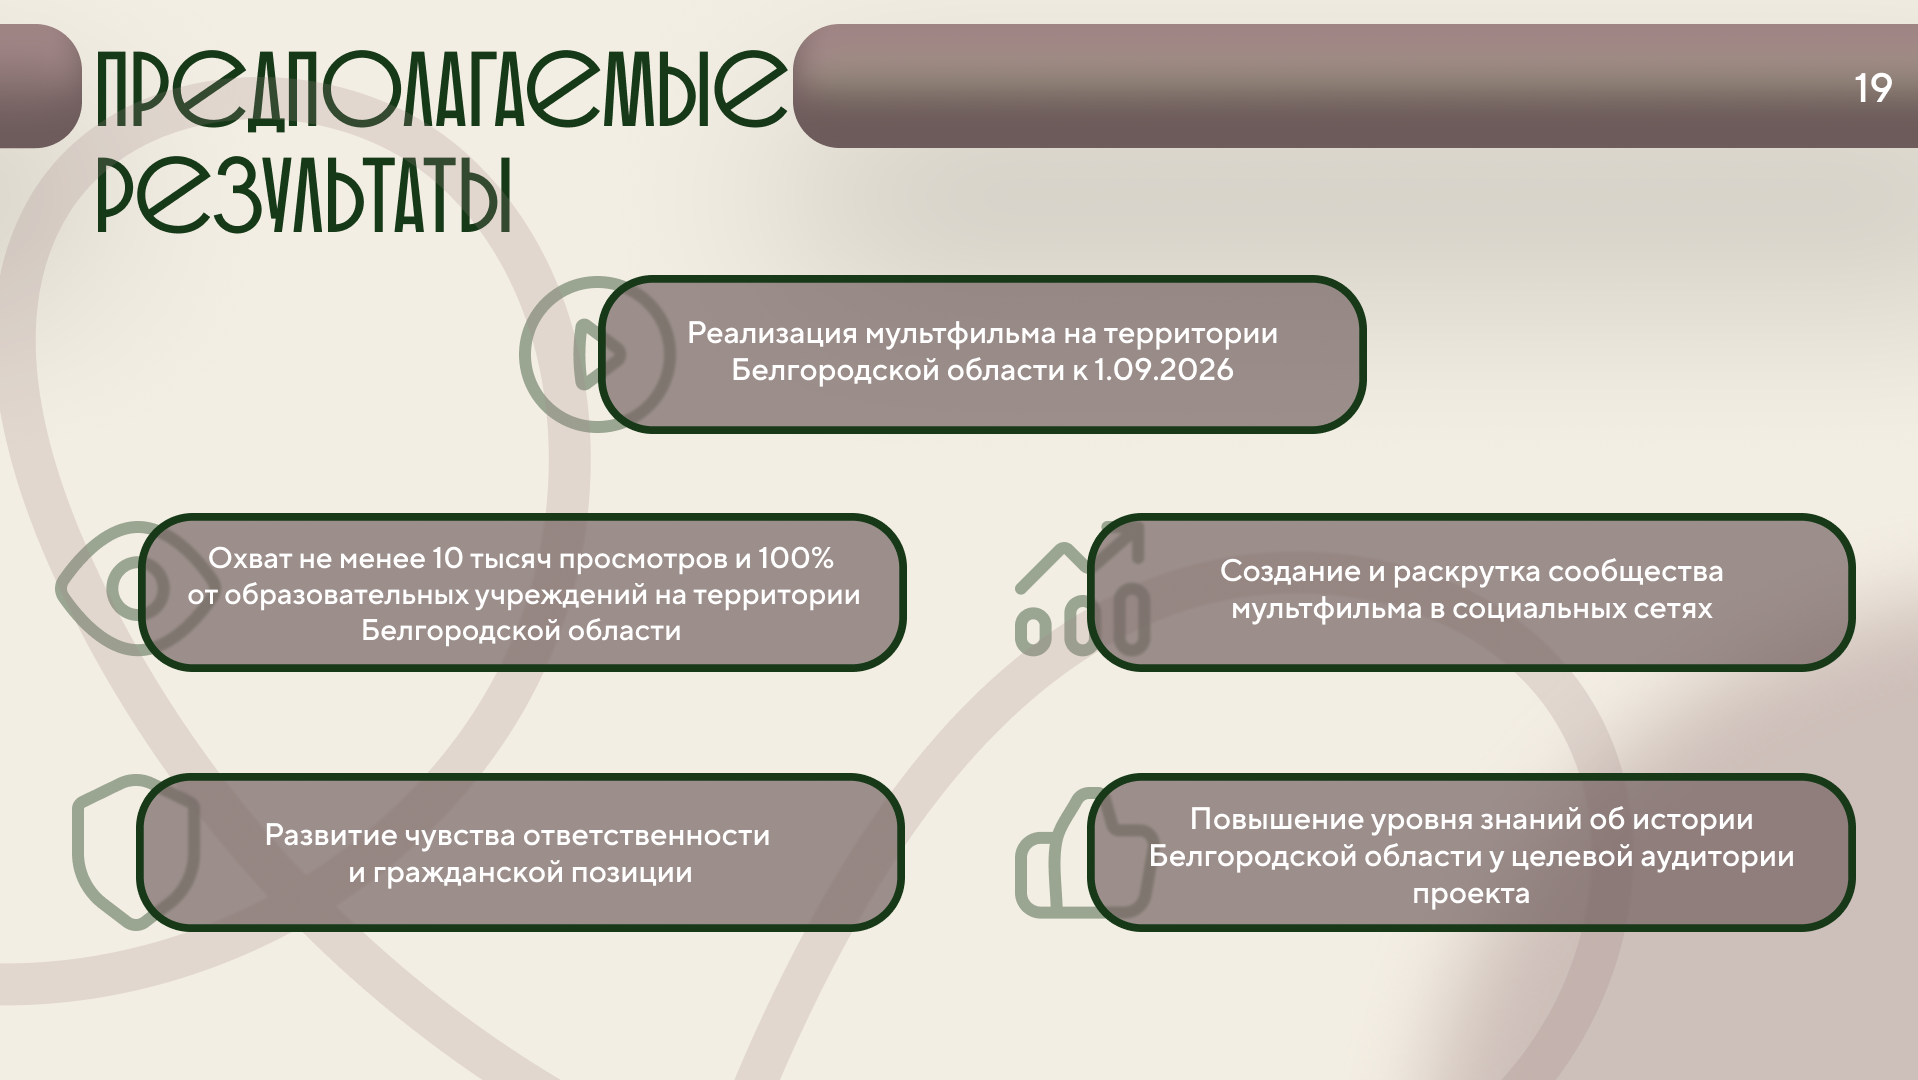 ПРЕДПОЛАГАЕМЫЕ
РЕЗУЛЬТАТЫ
19
Реализация мультфильма на территории
Белгородской области к 1.09.2026
Охват не менее 10 тысяч просмотров и 100%
от образовательных учреждений на территории
Белгородской области
Создание и раскрутка сообщества
мультфильма в социальных сетях
Развитие чувства ответственности
и гражданской позиции
Повышение уровня знаний об истории
Белгородской области у целевой аудитории
проекта